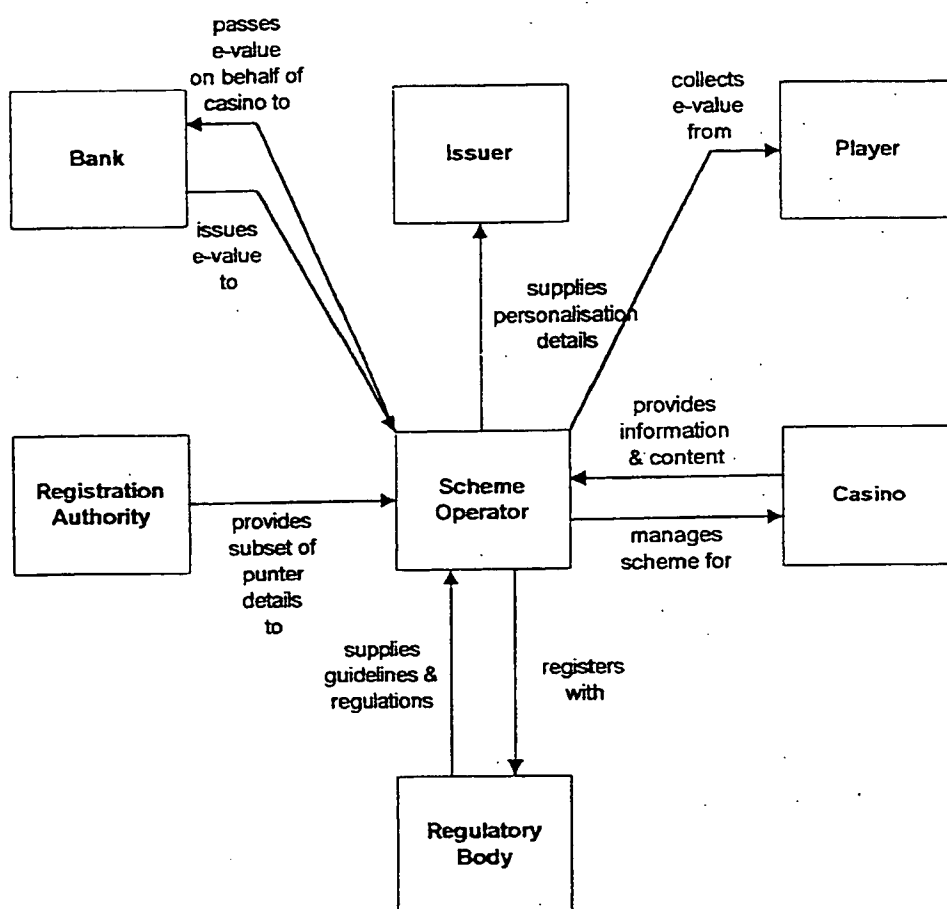 passes
e-value
on behalf of
casino to
collects
e-value
from
Bank
Issuer
Player
issues
e-value
to
supplies
personalisation
details
provides
information
& content
Registration
Authority
Scheme
Operator
Casino
provides
subset of
punter
details
to
manages
scheme for
supplies
guidelines &
regulations
registers
with
Regulatory
Body